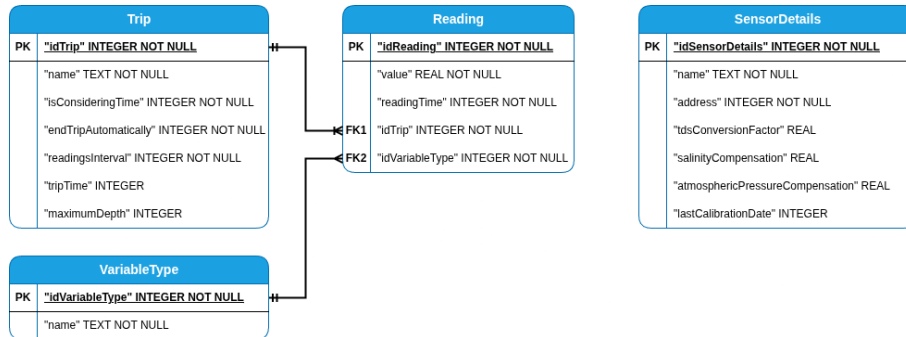 Trip
PK "idTrip" INTEGER NOT NULL
"name" TEXT NOT NULL
"isConsideringTime" INTEGER NOT NULL
"endTripAutomatically" INTEGER NOT NULL
"readingsInterval" INTEGER NOT NULL
"tripTime" INTEGER
"maximumDepth" INTEGER
Reading
PK "idReading" INTEGER NOT NULL
"value" REAL NOT NULL
"readingTime" INTEGER NOT NULL
FK1 "idTrip" INTEGER NOT NULL
FK2 "idVariableType" INTEGER NOT NULL
SensorDetails
PK "idSensorDetails" INTEGER NOT NULL
"name" TEXT NOT NULL
"address" INTEGER NOT NULL
"tdsConversionFactor" REAL
"salinityCompensation" REAL
"atmosphericPressureCompensation" REAL
"lastCalibrationDate" INTEGER
VariableType
PK "idVariableType" INTEGER NOT NULL
"name" TEXT NOT NULL